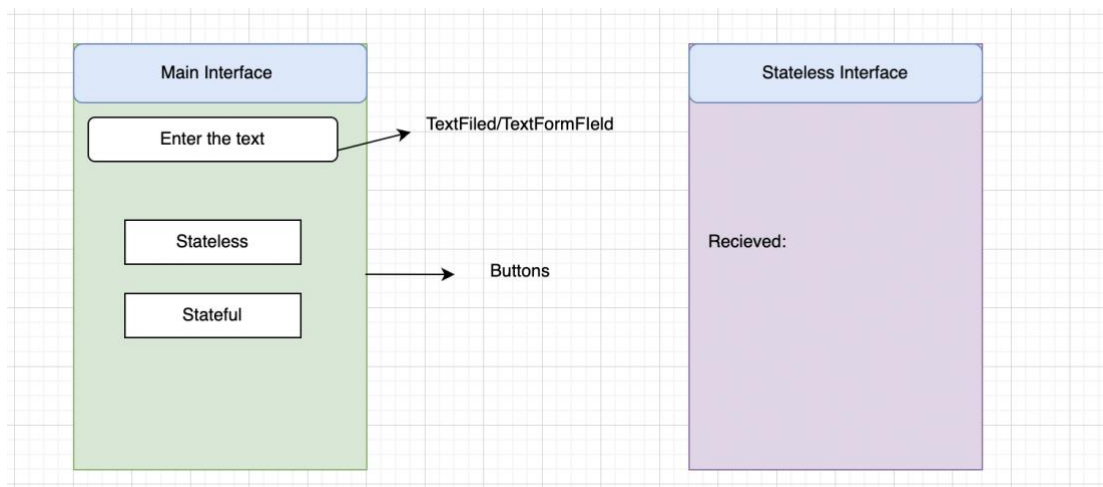 Main Interface
Enter the text
TextFiled/TextFormFIeld
Stateless
Buttons
Stateful
Stateless Interface
Recieved: